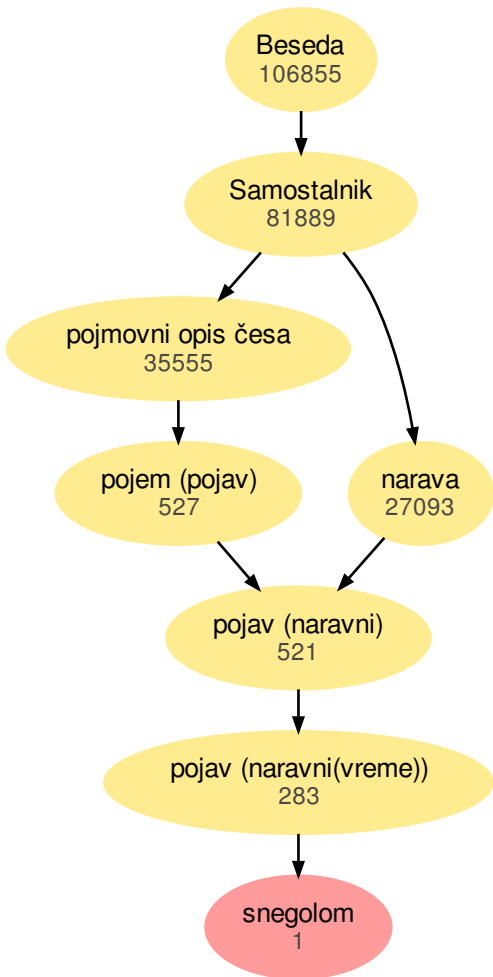 Beseda
106855
Samostalnik
81889
pojmovni opis česa
35555
pojem (pojav)
527
narava
27093
pojav (naravni)
521
pojav (naravni(vreme))
283
snegolom
1